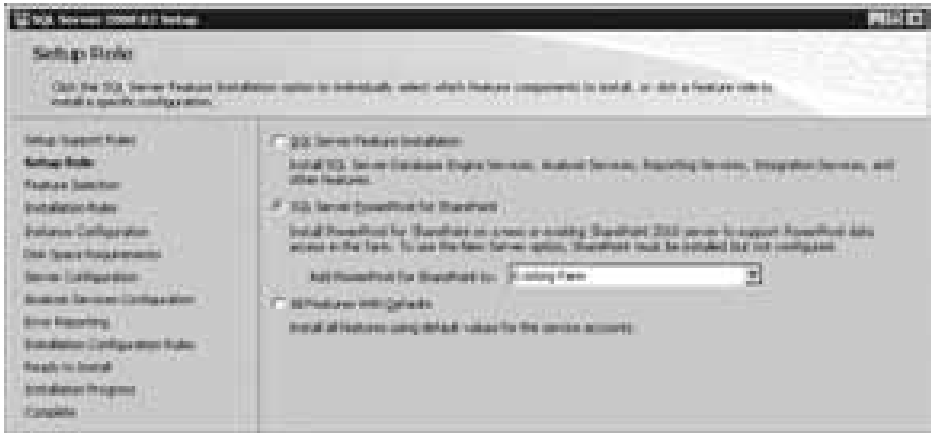 SQL Server 2008 R2 Setup
Setup Role
Click the SQL Server Feature Installation option to individually select which feature components to install, or click a feature role to
install a specific configuration.
Setup Support Rules
Setup Role
Feature Selection
Installation Rules
Instance Configuration
Disk Space Requirements
Server Configuration
Analysis Services Configuration
Error Reporting
Installation Configuration Rules
Ready to Install
Installation Progress
Complete
SQL Server Feature Installation
Install SQL Server Database Engine Services, Analysis Services, Reporting Services, Integration Services, and
other features.
SQL Server PowerPivot for SharePoint
Install PowerPivot for SharePoint on a new or existing SharePoint 2010 server to support PowerPivot data
access in the farm. To use the New Server option, SharePoint must be installed but not configured.
Add PowerPivot for SharePoint to: Existing Farm
All Features With Defaults
Install all features using default values for the service accounts.